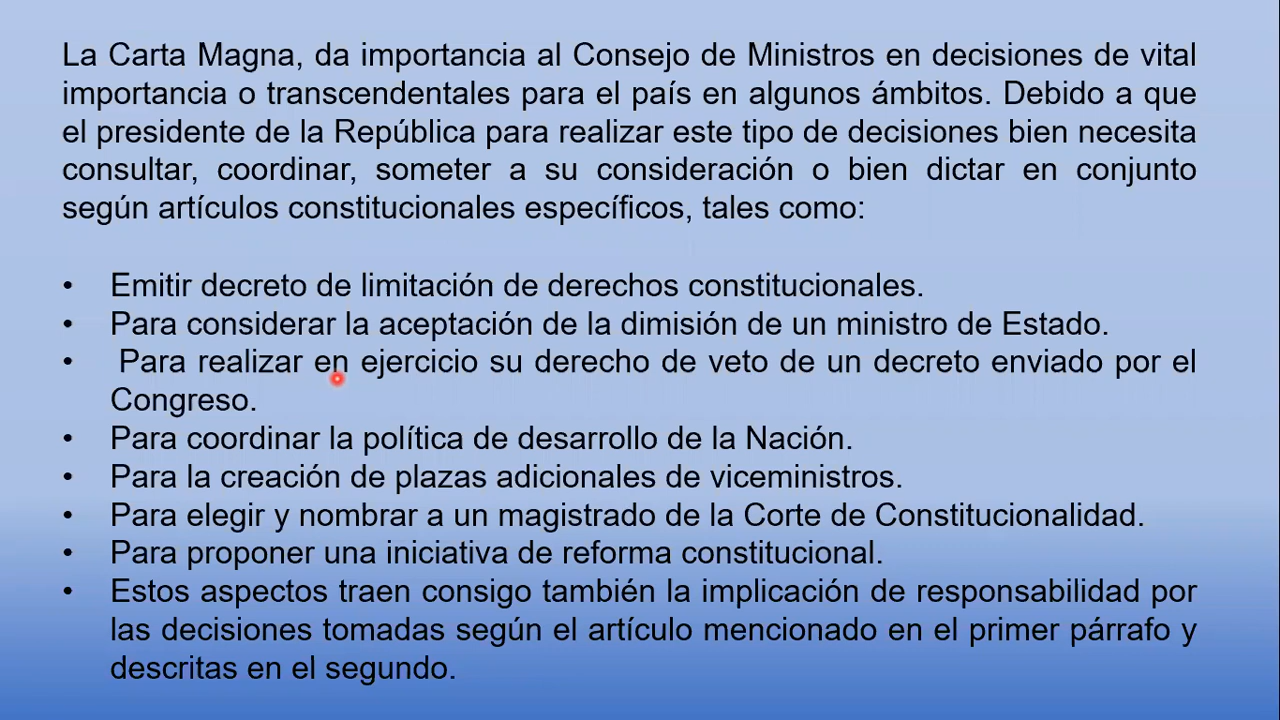 La Carta Magna, da importancia al Consejo de Ministros en decisiones de vital
importancia o transcendentales para el país en algunos ámbitos. Debido a que
el presidente de la República para realizar este tipo de decisiones bien necesita
consultar, coordinar, someter a su consideración o bien dictar en conjunto
según artículos constitucionales específicos, tales como:
• Emitir decreto de limitación de derechos constitucionales.
• Para considerar la aceptación de la dimisión de un ministro de Estado.
• Para realizar en ejercicio su derecho de veto de un decreto enviado por el
Congreso.
• Para coordinar la política de desarrollo de la Nación.
• Para la creación de plazas adicionales de viceministros.
• Para elegir y nombrar a un magistrado de la Corte de Constitucionalidad.
• Para proponer una iniciativa de reforma constitucional.
• Estos aspectos traen consigo también la implicación de responsabilidad por
las decisiones tomadas según el artículo mencionado en el primer párrafo y
descritas en el segundo.